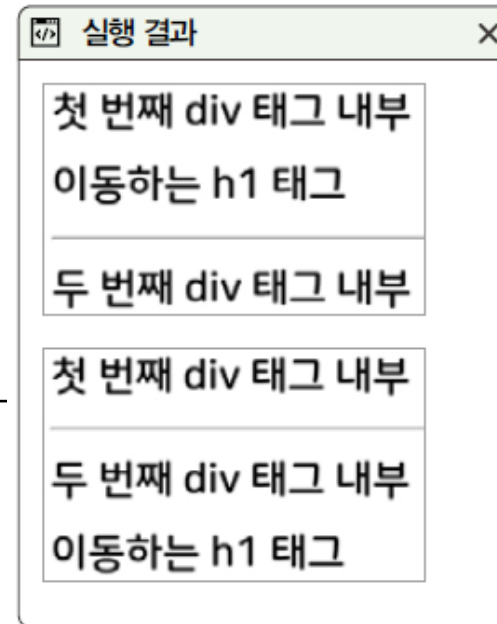 실행 결과
첫 번째 div 태그 내부
이동하는 h1 태그
두 번째 div 태그 내부
첫 번째 div 태그 내부
두 번째 div 태그 내부
이동하는 h1 태그